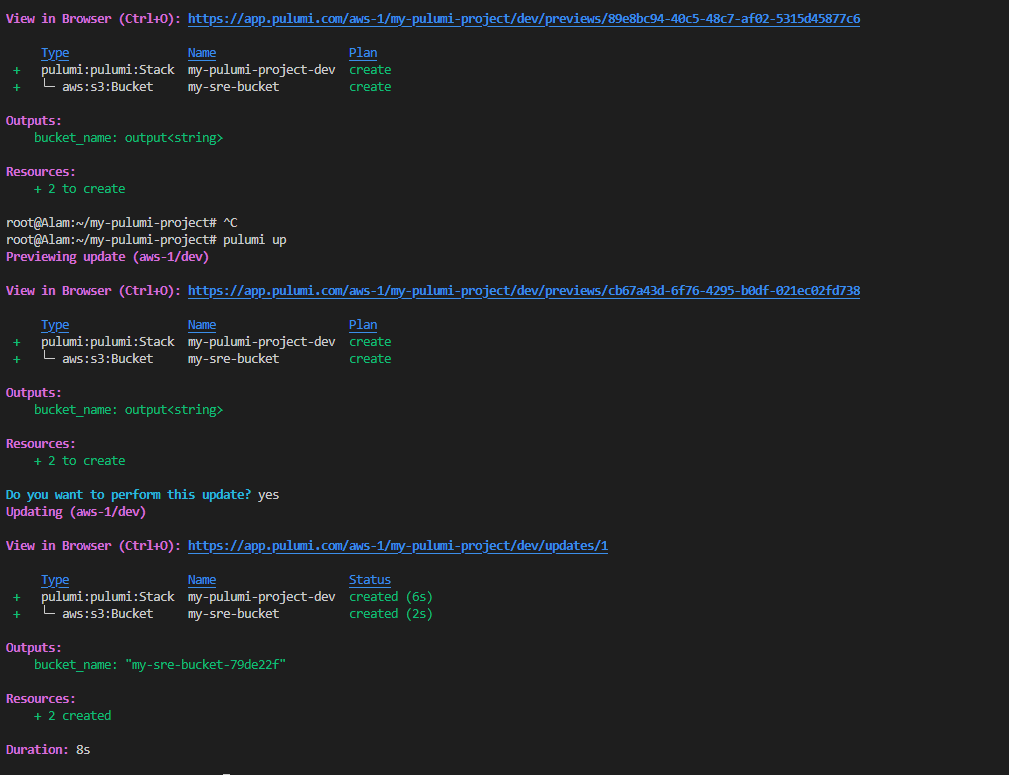 View in Browser (Ctrl+O): https://app.pulumi.com/aws-1/my-pulumi-project/dev/previews/89e8bc94-40c5-48c7-af02-5315d45877c6
Type Name Plan
+ pulumi:pulumi:Stack my-pulumi-project-dev create
+ └─ aws:s3:Bucket my-sre-bucket create
Outputs:
bucket_name: output<string>
Resources:
+ 2 to create
root@Alam:~/my-pulumi-project# ^C
root@Alam:~/my-pulumi-project# pulumi up
Previewing update (aws-1/dev)
View in Browser (Ctrl+O): https://app.pulumi.com/aws-1/my-pulumi-project/dev/previews/cb67a43d-6f76-4295-b0df-021ec02fd738
Type Name Plan
+ pulumi:pulumi:Stack my-pulumi-project-dev create
+ └─ aws:s3:Bucket my-sre-bucket create
Outputs:
bucket_name: output<string>
Resources:
+ 2 to create
Do you want to perform this update? yes
Updating (aws-1/dev)
View in Browser (Ctrl+O): https://app.pulumi.com/aws-1/my-pulumi-project/dev/updates/1
Type Name Status
+ pulumi:pulumi:Stack my-pulumi-project-dev created (6s)
+ └─ aws:s3:Bucket my-sre-bucket created (2s)
Outputs:
bucket_name: "my-sre-bucket-79de22f"
Resources:
+ 2 created
Duration: 8s